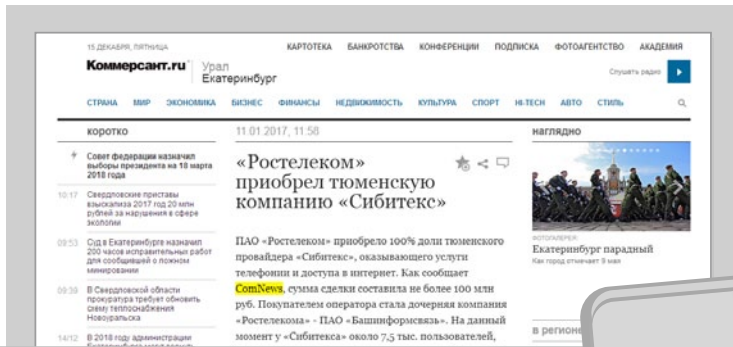 15 ДЕКАБРЯ, ПЯТНИЦА
КАРТОТЕКА БАНКРОТСТВА КОНФЕРЕНЦИИ ПОДПИСКА ФОТОАГЕНТСТВО АКАДЕМИЯ
Коммерсант.ru Урал
Екатеринбург
Слушать радио
СТРАНА МИР ЭКОНОМИКА БИЗНЕС ФИНАНСЫ НЕДВИЖИМОСТЬ КУЛЬТУРА СПОРТ HI-TECH АВТО СТИЛЬ
КОРОТКО
Совет федерации назначил
выборы президента на 18 марта
2018 года
10:17 Свердловские приставы
взыскали за 2017 год 20 млн
рублей за нарушения в сфере
экологии
09:53 Суд в Екатеринбурге назначил
200 часов исправительных работ
для сообщившей о ложном
минировании
09:39 В Свердловской области
прокуратура требует обновить
схему теплоснабжения
Новоуральска
14/12 В 2018 году администрации
11.01.2017, 11:58
«Ростелеком»
приобрел тюменскую
компанию «Сибитекс»
ПАО «Ростелеком» приобрело 100% доли тюменского
провайдера «Сибитекс», оказывающего услуги
телефонии и доступа в интернет. Как сообщает
ComNews, сумма сделки составила не более 100 млн
руб. Покупателем оператора стала дочерняя компания
«Ростелекома» - ПАО «Башинформсвязь». На данный
момент у «Сибитекса» около 7,5 тыс. пользователей,
НАГЛЯДНО
ФОТОГАЛЕРЕЯ
Екатеринбург парадный
Как город отмечает 9 мая
в регионе